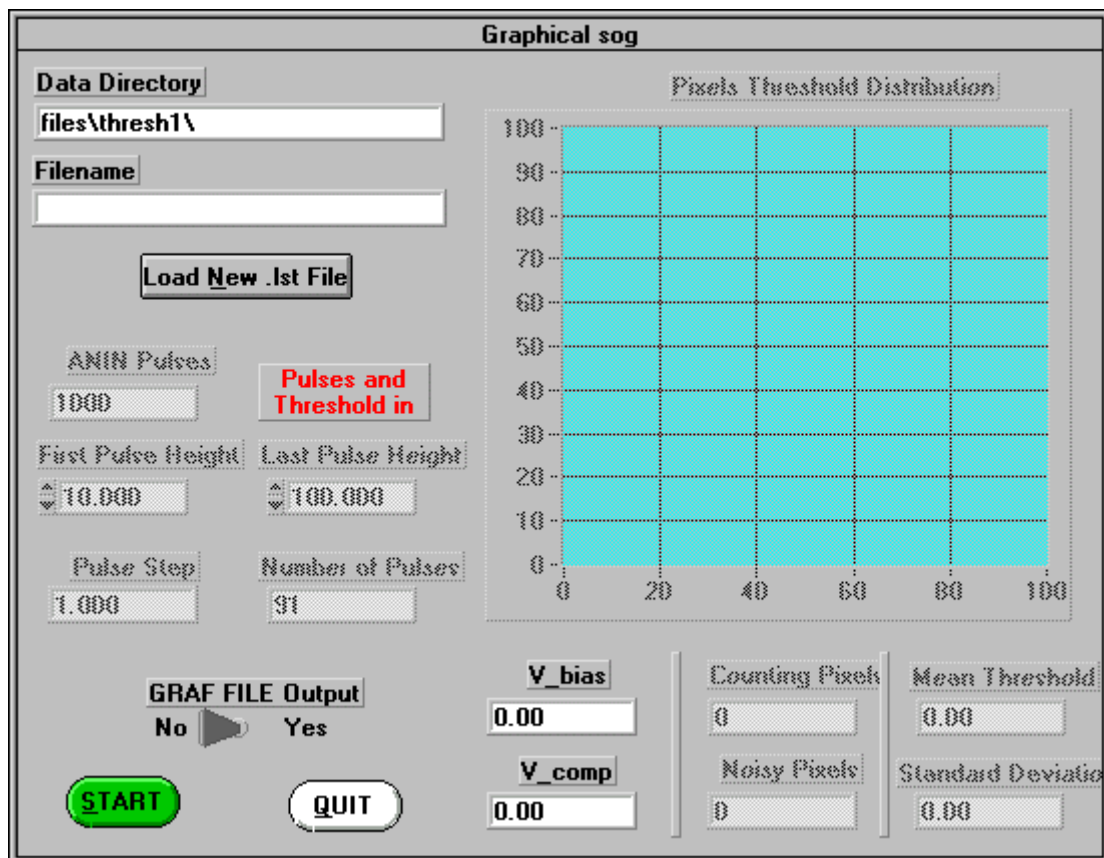 Graphical sog
Data Directory
files\thresh1\
Filename
Load New .lst File
ANIN Pulses
1000
Pulses and
Threshold in
First Pulse Height
10.000
Last Pulse Height
100.000
Pulse Step
1.000
Number of Pulses
91
GRAF FILE Output
No
Yes
START
QUIT
Pixels Threshold Distribution
100
90
80
70
60
50
40
30
20
10
0
0 20 40 60 80 100
V_bias
0.00
V_comp
0.00
Counting Pixels
0
Noisy Pixels
0
Mean Threshold
0.00
Standard Deviatio
0.00